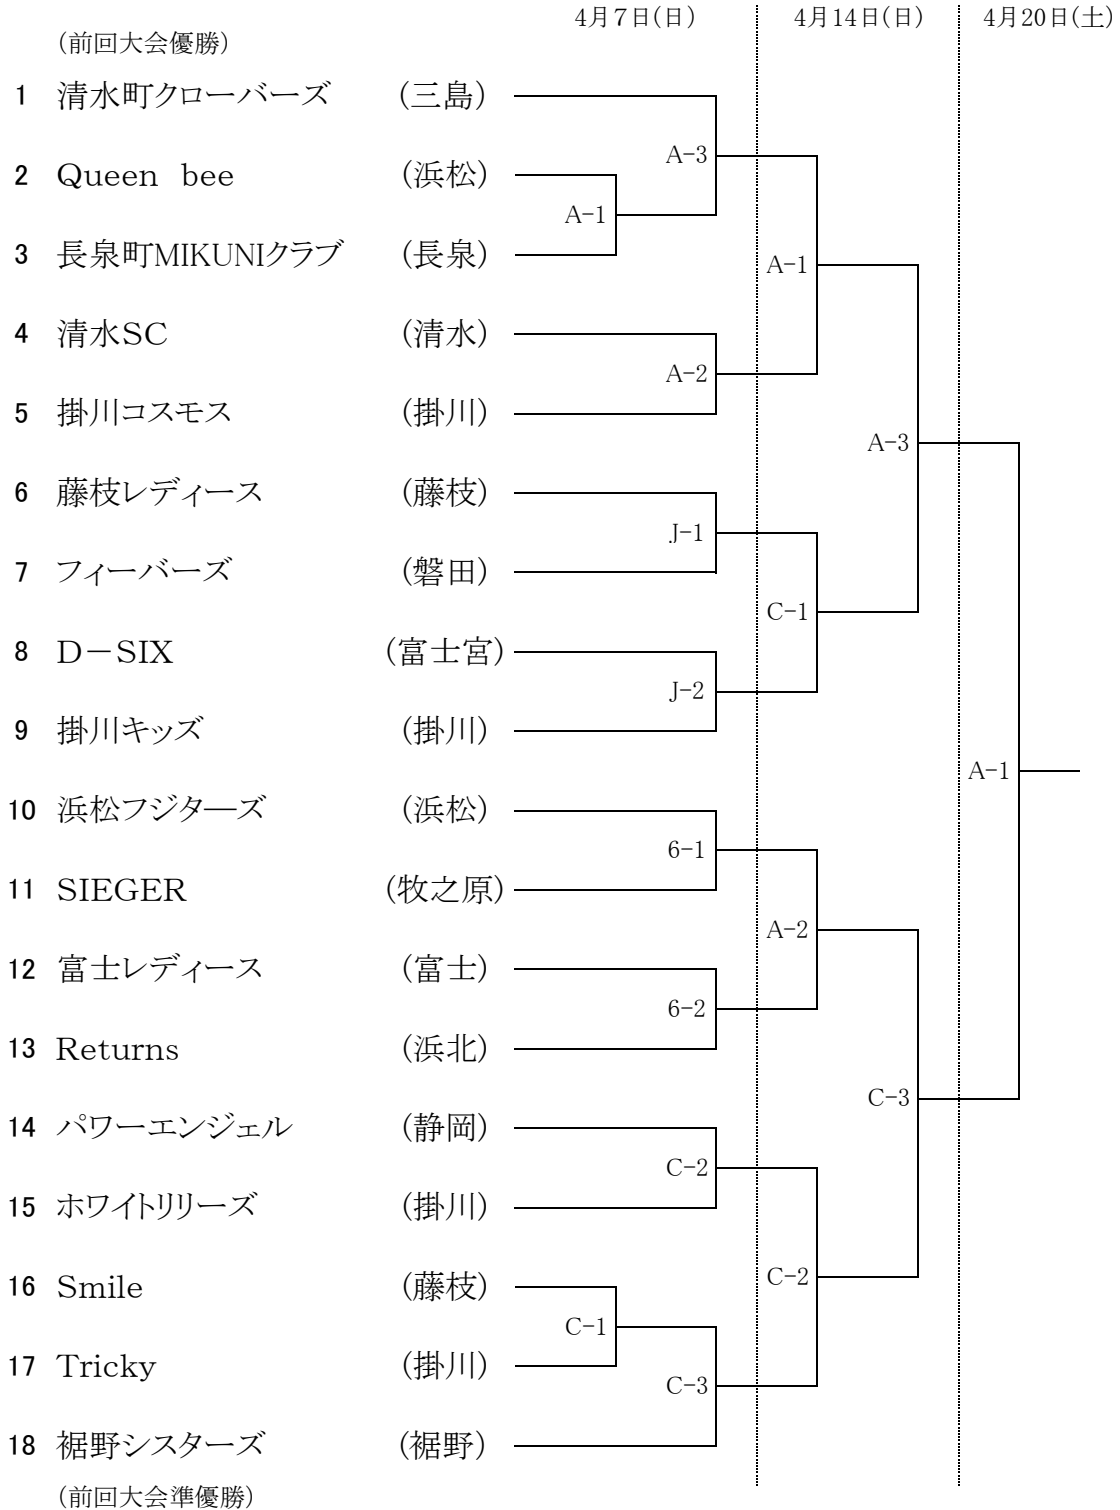 4月7日(日) 4月14日(日) 4月20日(土)
(前回大会優勝)
1 清水町クローバーズ (三島)
A-3
2 Queen bee (浜松)
A-1
3 長泉町MIKUNIクラブ (長泉)
A-1
4 清水SC (清水)
A-2
5 掛川コスモス (掛川)
A-3
6 藤枝レディース (藤枝)
J-1
7 フィーバーズ (磐田)
C-1
8 D－SIX (富士宮)
J-2
9 掛川キッズ (掛川)
A-1
10 浜松フジターズ (浜松)
6-1
11 SIEGER (牧之原)
A-2
12 富士レディース (富士)
6-2
13 Returns (浜北)
C-3
14 パワーエンジェル (静岡)
C-2
15 ホワイトリリーズ (掛川)
C-2
16 Smile (藤枝)
C-1
17 Tricky (掛川)
C-3
18 裾野シスターズ (裾野)
(前回大会準優勝)